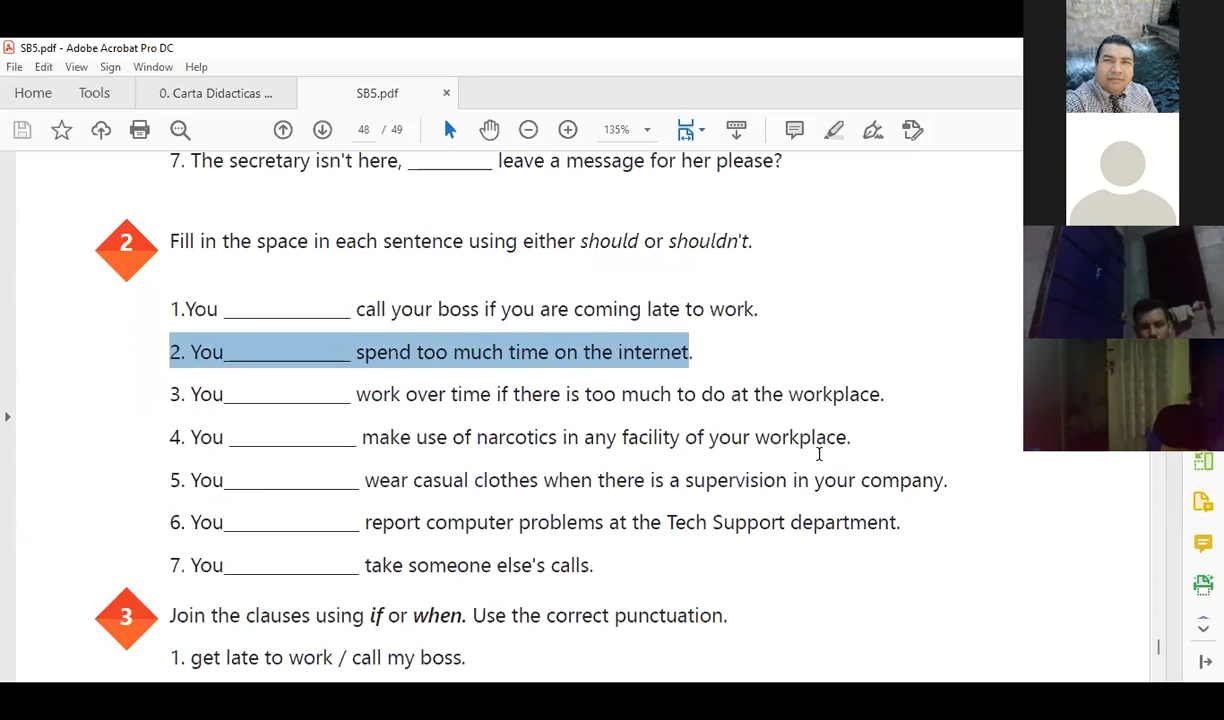 SB5.pdf - Adobe Acrobat Pro DC
File Edit View Sign Window Help
Home Tools 0. Carta Didacticas ... SB5.pdf ×
48 / 49 135%
7. The secretary isn't here, _________ leave a message for her please?
2 Fill in the space in each sentence using either should or shouldn't.
1.You ____________ call your boss if you are coming late to work.
2. You____________ spend too much time on the internet.
3. You____________ work over time if there is too much to do at the workplace.
4. You ____________ make use of narcotics in any facility of your workplace.
5. You_____________ wear casual clothes when there is a supervision in your company.
6. You_____________ report computer problems at the Tech Support department.
7. You_____________ take someone else's calls.
3 Join the clauses using if or when. Use the correct punctuation.
1. get late to work / call my boss.